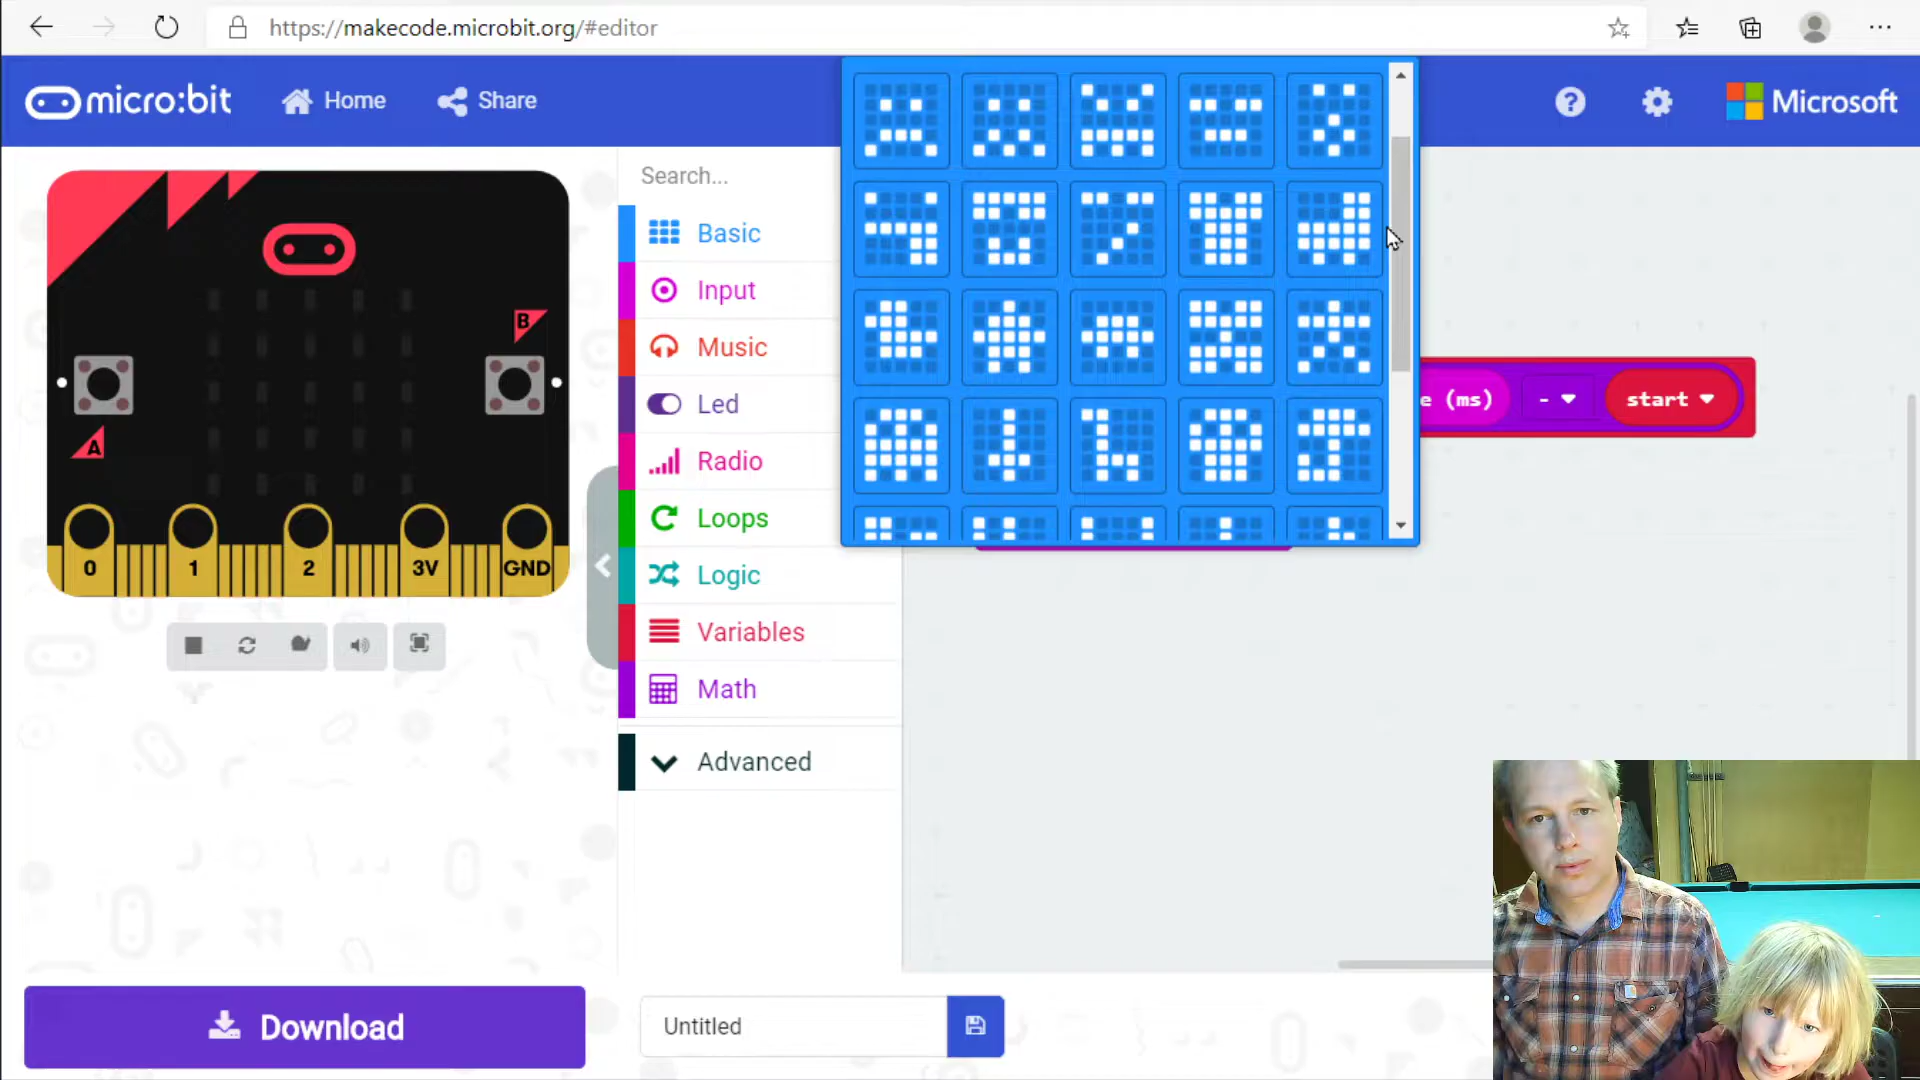 https://makecode.microbit.org/#editor
micro:bit Home Share Microsoft
Search...
Basic
Input
Music
Led
Radio
Loops
Logic
Variables
Math
Advanced
B
A
0 1 2 3V GND
e (ms) - start
Download
Untitled